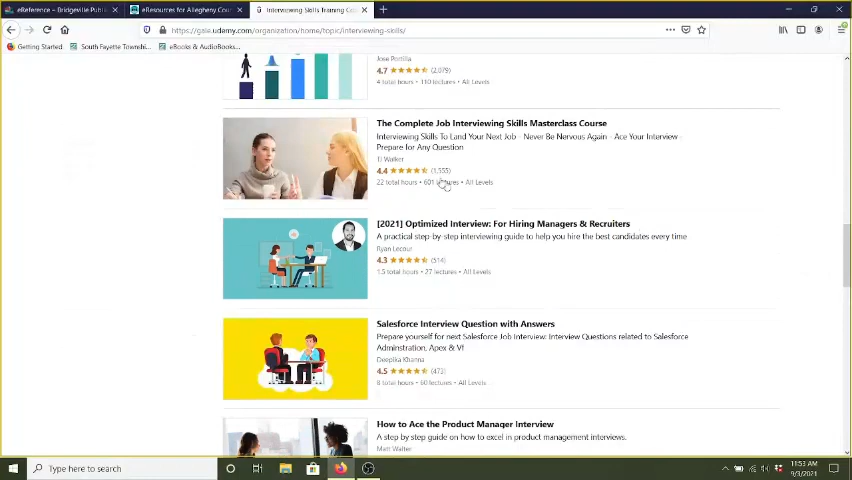 eReference – Bridgeville Public
eResources for Allegheny Cou
Interviewing Skills Training Co
https://gale.udemy.com/organization/home/topic/interviewing-skills/
Getting Started
South Fayette Townshi...
eBooks & AudioBooks...
Jose Portilla
4.7 (2,079)
4 total hours • 110 lectures • All Levels
The Complete Job Interviewing Skills Masterclass Course
Interviewing Skills To Land Your Next Job - Never Be Nervous Again - Ace Your Interview -
Prepare for Any Question
TJ Walker
4.4 (1,555)
22 total hours • 601 lectures • All Levels
[2021] Optimized Interview: For Hiring Managers & Recruiters
A practical step-by-step interviewing guide to help you hire the best candidates every time
Ryan Lecour
4.3 (514)
1.5 total hours • 27 lectures • All Levels
Salesforce Interview Question with Answers
Prepare yourself for next Salesforce Job Interview: Interview Questions related to Salesforce
Adminstration, Apex & Vf
Deepika Khanna
4.5 (473)
6 total hours • 60 lectures • All Levels
How to Ace the Product Manager Interview
A step by step guide on how to excel in product management interviews.
Matt Walter
Type here to search
11:53 AM
9/3/2021